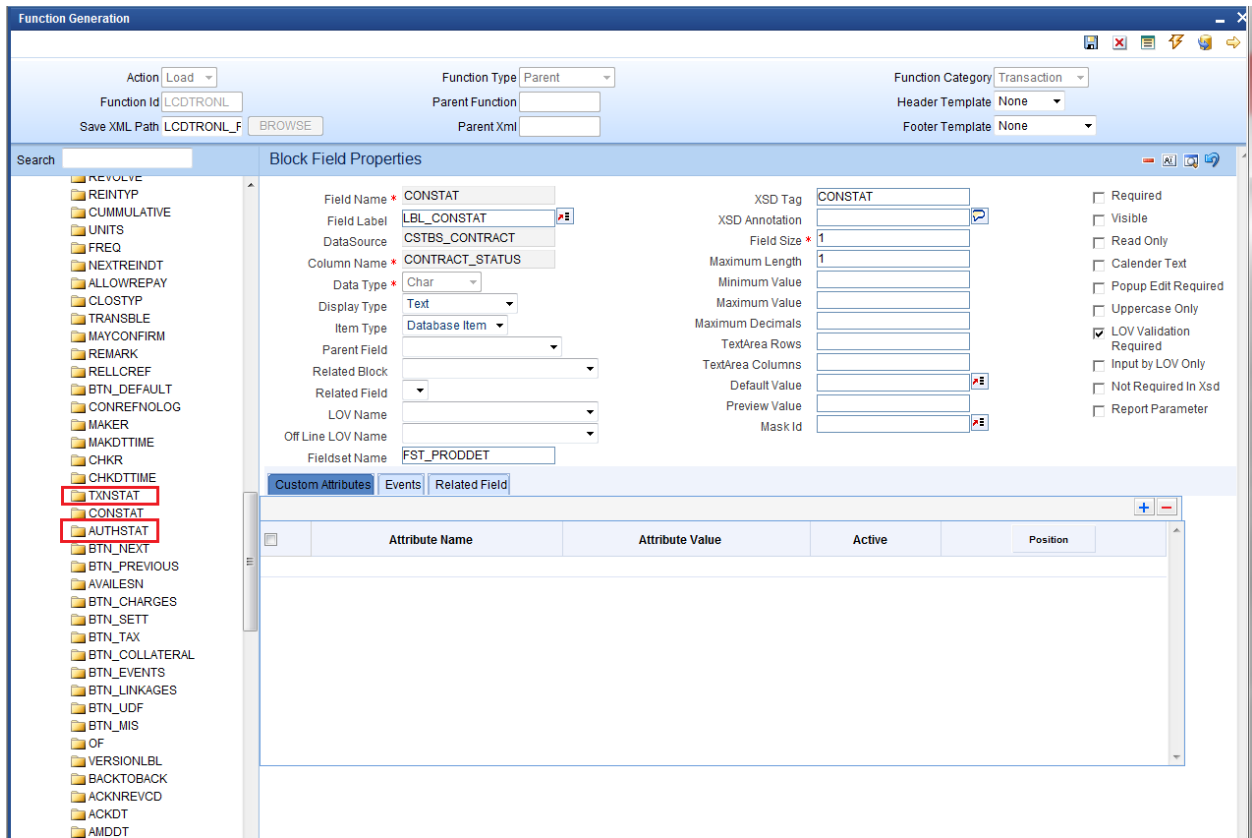 Function Generation
Action Load
Function Type Parent
Function Category Transaction
Function Id LCDTRONL
Parent Function
Header Template None
Save XML Path LCDTRONL_F BROWSE
Parent Xml
Footer Template None
Search
Block Field Properties
REVOLVE
REINTYP
CUMMULATIVE
UNITS
FREQ
NEXTREINDT
ALLOWREPAY
CLOSTYP
TRANSBLE
MAYCONFIRM
REMARK
RELLCREF
BTN_DEFAULT
CONREFNOLOG
MAKER
MAKDTTIME
CHKR
CHKDTTIME
TXNSTAT
CONSTAT
AUTHSTAT
BTN_NEXT
BTN_PREVIOUS
AVAILESN
BTN_CHARGES
BTN_SETT
BTN_TAX
BTN_COLLATERAL
BTN_EVENTS
BTN_LINKAGES
BTN_UDF
BTN_MIS
OF
VERSIONLBL
BACKTOBACK
ACKNREVCD
ACKDT
AMDDT
Field Name * CONSTAT
Field Label LBL_CONSTAT
DataSource CSTBS_CONTRACT
Column Name * CONTRACT_STATUS
Data Type * Char
Display Type Text
Item Type Database Item
Parent Field
Related Block
Related Field
LOV Name
Off Line LOV Name
Fieldset Name FST_PRODDET
XSD Tag CONSTAT
XSD Annotation
Field Size * 1
Maximum Length 1
Minimum Value
Maximum Value
Maximum Decimals
TextArea Rows
TextArea Columns
Default Value
Preview Value
Mask Id
Required
Visible
Read Only
Calender Text
Popup Edit Required
Uppercase Only
LOV Validation
Required
Input by LOV Only
Not Required In Xsd
Report Parameter
Custom Attributes Events Related Field
Attribute Name Attribute Value Active Position